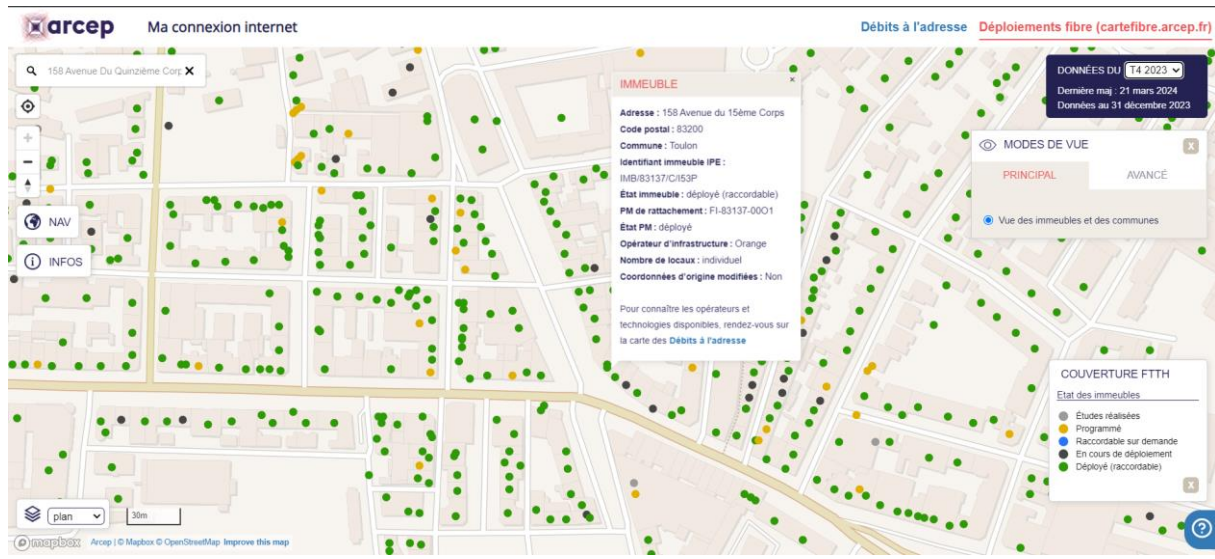 arcep
Ma connexion internet
Débits à l'adresse
Déploiements fibre (cartefibre.arcep.fr)
158 Avenue Du Quinzième Corp X
NAV
INFOS
IMMEUBLE
×
Adresse : 158 Avenue du 15ème Corps
Code postal : 83200
Commune : Toulon
Identifiant immeuble IPE :
IMB/83137/C/I53P
État immeuble : déployé (raccordable)
PM de rattachement : FI-83137-00O1
État PM : déployé
Opérateur d'infrastructure : Orange
Nombre de locaux : individuel
Coordonnées d'origine modifiées : Non
Pour connaître les opérateurs et
technologies disponibles, rendez-vous sur
la carte des Débits à l'adresse
DONNÉES DU T4 2023
Dernière maj : 21 mars 2024
Données au 31 décembre 2023
MODES DE VUE
X
PRINCIPAL
AVANCÉ
Vue des immeubles et des communes
COUVERTURE FTTH
Etat des immeubles
Études réalisées
Programmé
Raccordable sur demande
En cours de déploiement
Déployé (raccordable)
X
plan
30m
?
mapbox
Arcep | © Mapbox © OpenStreetMap Improve this map